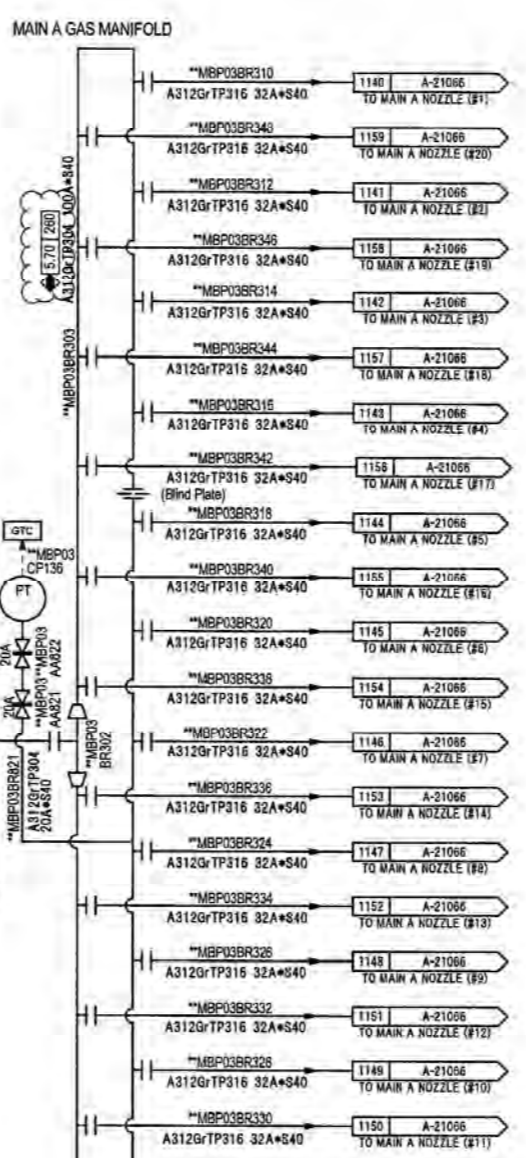 MAIN A GAS MANIFOLD
**MBP03BR310
A312GrTP316 32A*S40
1140 A-21066
TO MAIN A NOZZLE (#1)
**MBP03BR348
A312GrTP316 32A*S40
1159 A-21066
TO MAIN A NOZZLE (#20)
**MBP03BR312
A312GrTP316 32A*S40
1141 A-21066
TO MAIN A NOZZLE (#2)
**MBP03BR346
A312GrTP316 32A*S40
1158 A-21066
TO MAIN A NOZZLE (#19)
**MBP03BR314
A312GrTP316 32A*S40
1142 A-21066
TO MAIN A NOZZLE (#3)
**MBP03BR344
A312GrTP316 32A*S40
1157 A-21066
TO MAIN A NOZZLE (#18)
**MBP03BR316
A312GrTP316 32A*S40
1143 A-21066
TO MAIN A NOZZLE (#4)
**MBP03BR342
A312GrTP316 32A*S40
1156 A-21066
TO MAIN A NOZZLE (#17)
(Blind Plate)
**MBP03BR318
A312GrTP316 32A*S40
1144 A-21066
TO MAIN A NOZZLE (#5)
**MBP03BR340
A312GrTP316 32A*S40
1155 A-21066
TO MAIN A NOZZLE (#16)
**MBP03BR320
A312GrTP316 32A*S40
1145 A-21066
TO MAIN A NOZZLE (#6)
**MBP03BR338
A312GrTP316 32A*S40
1154 A-21066
TO MAIN A NOZZLE (#15)
**MBP03BR322
A312GrTP316 32A*S40
1146 A-21066
TO MAIN A NOZZLE (#7)
**MBP03BR336
A312GrTP316 32A*S40
1153 A-21066
TO MAIN A NOZZLE (#14)
**MBP03BR324
A312GrTP316 32A*S40
1147 A-21066
TO MAIN A NOZZLE (#8)
**MBP03BR334
A312GrTP316 32A*S40
1152 A-21066
TO MAIN A NOZZLE (#13)
**MBP03BR326
A312GrTP316 32A*S40
1148 A-21066
TO MAIN A NOZZLE (#9)
**MBP03BR332
A312GrTP316 32A*S40
1151 A-21066
TO MAIN A NOZZLE (#12)
**MBP03BR328
A312GrTP316 32A*S40
1149 A-21066
TO MAIN A NOZZLE (#10)
**MBP03BR330
A312GrTP316 32A*S40
1150 A-21066
TO MAIN A NOZZLE (#11)
5.70 260
**MBP03BR303
A312GrTP304 100A*S40
GTC
**MBP03
CP136
PT
20A
**MBP03
AA822
20A
**MBP03
AA821
**MBP03
BR302
**MBP03BR821
A312GrTP304
20A*S40